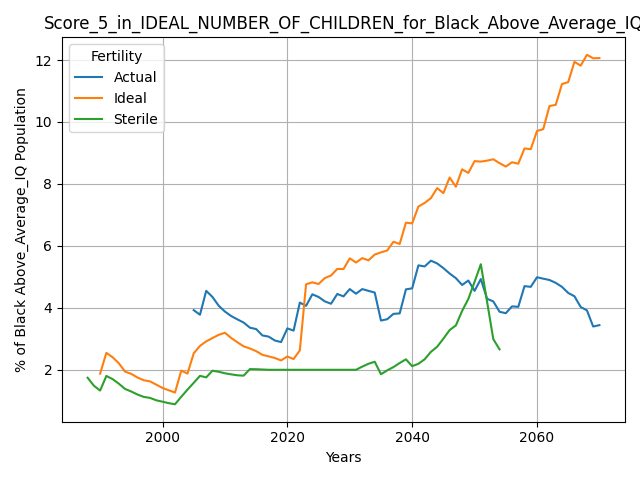 Score_5_in_IDEAL_NUMBER_OF_CHILDREN_for_Black_Above_Average_IQ
Fertility
Actual
Ideal
Sterile
% of Black Above_Average_IQ Population
12
10
8
6
4
2
2000
2020
2040
2060
Years